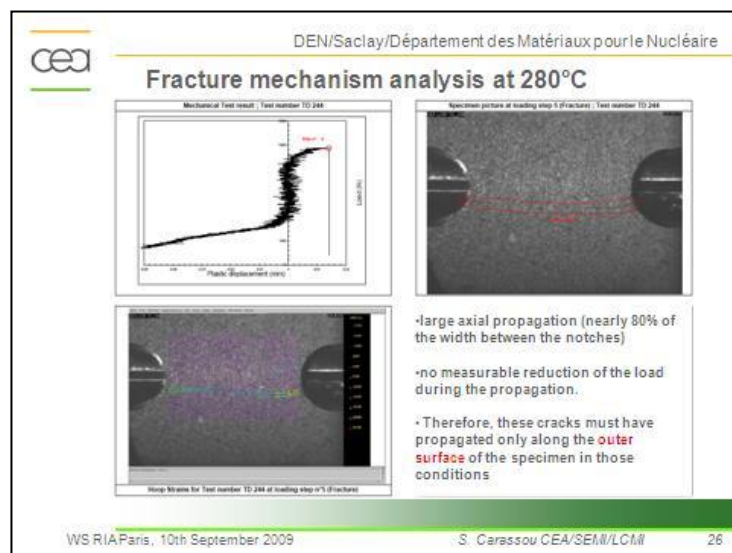 DEN/Saclay/Département des Matériaux pour le Nucléaire
cea
Fracture mechanism analysis at 280°C
Mechanical Test result ; Test number TD 244
Load (N)
Plastic displacement (mm)
Specimen picture at loading step 5 (Fracture) ; Test number TD 244
Hoop Strains for Test number TD 244 at loading step n°5 (Fracture)
•large axial propagation (nearly 80% of
the width between the notches)
•no measurable reduction of the load
during the propagation.
• Therefore, these cracks must have
propagated only along the outer
surface of the specimen in those
conditions
WS RIA Paris, 10th September 2009
S. Carassou CEA/SEMI/LCMI
26